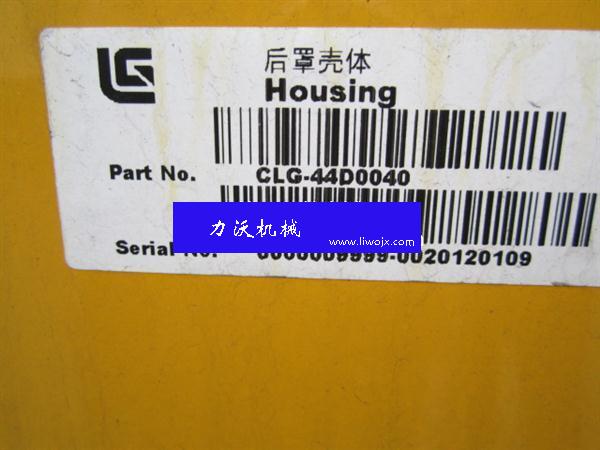 后罩壳体
Housing
Part No. CLG-44D0040
力沃机械
www.liwojx.com
Serial No. 0000009999-0020120109